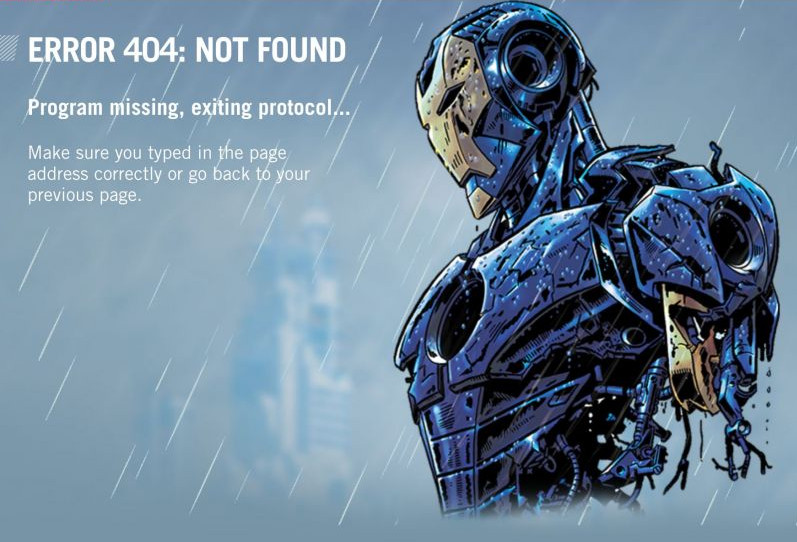 ERROR 404: NOT FOUND
Program missing, exiting protocol...
Make sure you typed in the page
address correctly or go back to your
previous page.